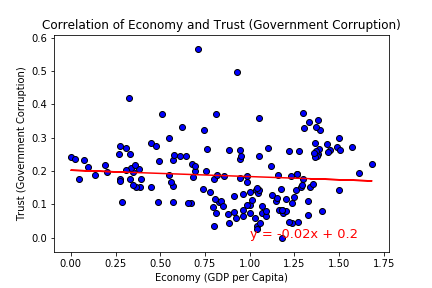 Correlation of Economy and Trust (Government Corruption)
Trust (Government Corruption)
0.6
0.5
0.4
0.3
0.2
0.1
0.0
y = -0.02x + 0.2
0.00 0.25 0.50 0.75 1.00 1.25 1.50 1.75
Economy (GDP per Capita)